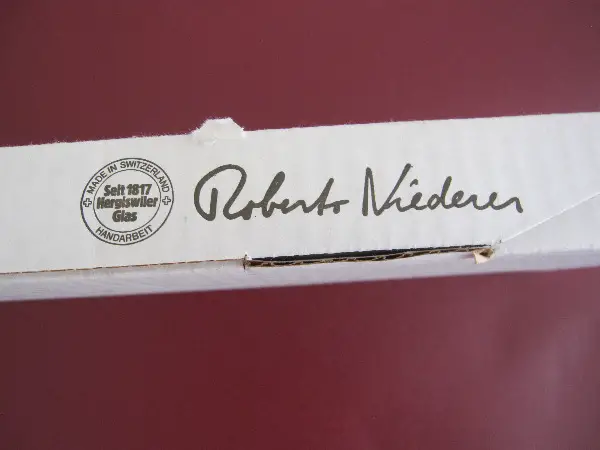 MADE IN SWITZERLAND
Seit 1817
Hergiswiler
Glas
HANDARBEIT
Roberto Niederer